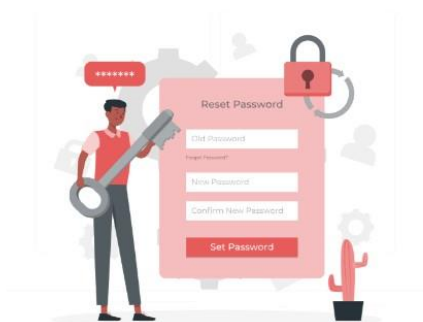 *******
Reset Password
Old Password
Forgot Password?
New Password
Confirm New Password
Set Password